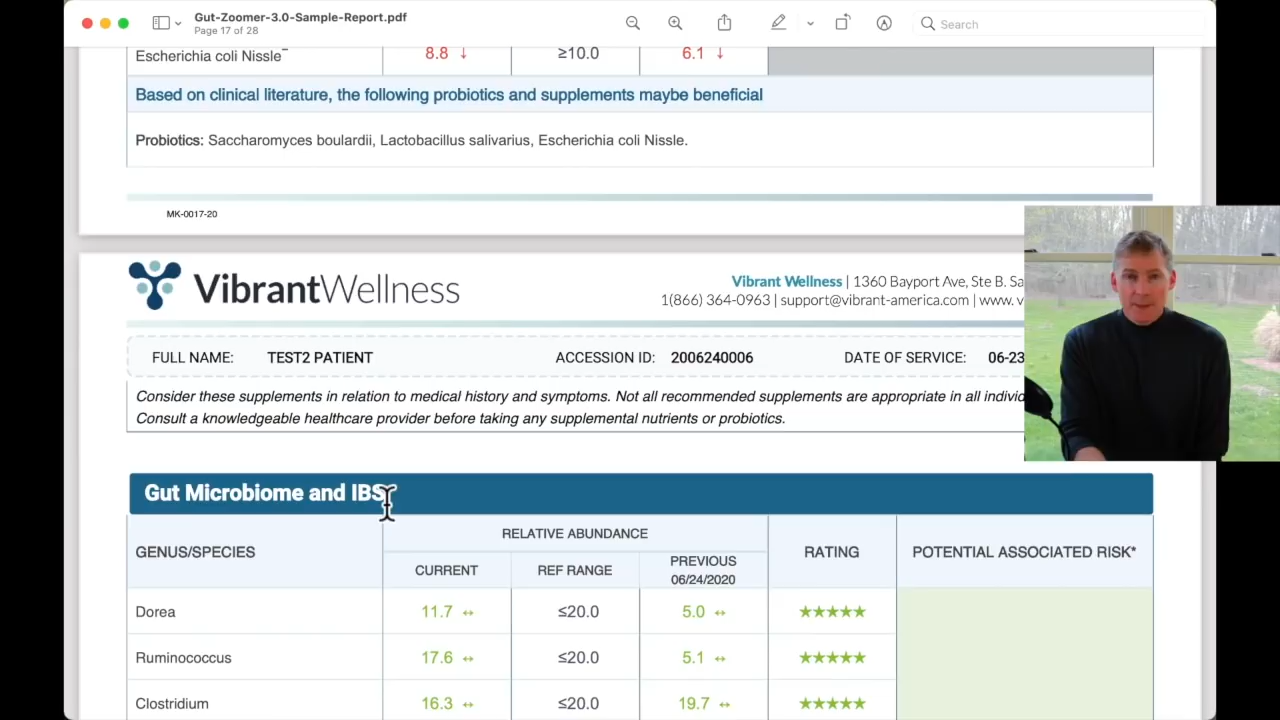 Gut-Zoomer-3.0-Sample-Report.pdf
Page 17 of 28
Search
Escherichia coli Nissle 8.8 ↓ ≥10.0 6.1 ↓
Based on clinical literature, the following probiotics and supplements maybe beneficial
Probiotics: Saccharomyces boulardii, Lactobacillus salivarius, Escherichia coli Nissle.
MK-0017-20
VibrantWellness
Vibrant Wellness | 1360 Bayport Ave, Ste B. Sa
1(866) 364-0963 | support@vibrant-america.com | www. v
FULL NAME: TEST2 PATIENT ACCESSION ID: 2006240006 DATE OF SERVICE: 06-23
Consider these supplements in relation to medical history and symptoms. Not all recommended supplements are appropriate in all individ
Consult a knowledgeable healthcare provider before taking any supplemental nutrients or probiotics.
Gut Microbiome and IBS
GENUS/SPECIES
RELATIVE ABUNDANCE
CURRENT
REF RANGE
PREVIOUS
06/24/2020
RATING
POTENTIAL ASSOCIATED RISK*
Dorea 11.7 ↔ ≤20.0 5.0 ↔ ★★★★★
Ruminococcus 17.6 ↔ ≤20.0 5.1 ↔ ★★★★★
Clostridium 16.3 ↔ ≤20.0 19.7 ↔ ★★★★★